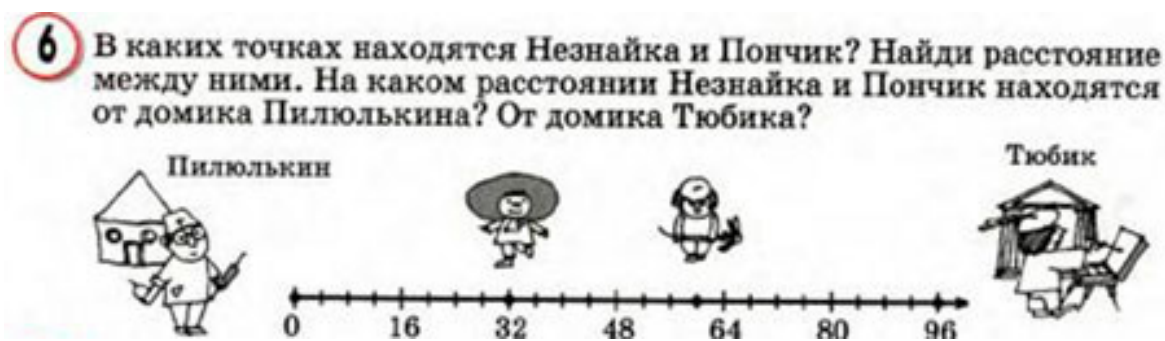 6 В каких точках находятся Незнайка и Пончик? Найди расстояние
между ними. На каком расстоянии Незнайка и Пончик находятся
от домика Пилюлькина? От домика Тюбика?
Пилюлькин
Тюбик
0 16 32 48 64 80 96